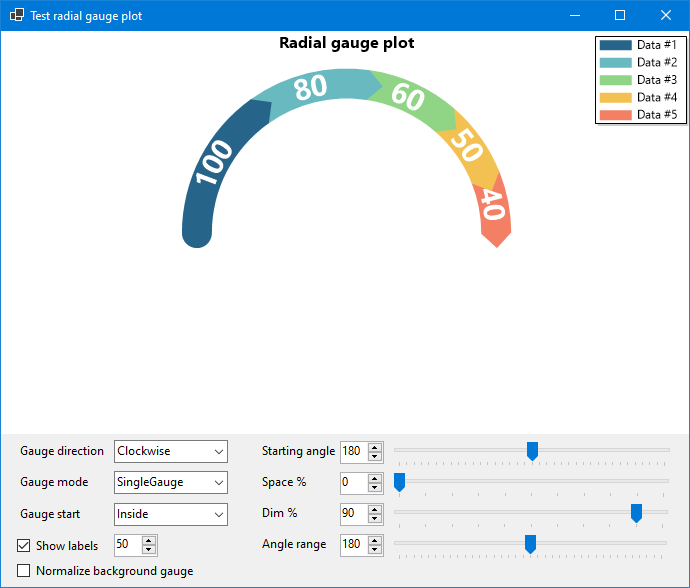 Test radial gauge plot
Radial gauge plot
Data #1
Data #2
Data #3
Data #4
Data #5
100
80
60
50
40
Gauge direction Clockwise Starting angle 180
Gauge mode SingleGauge Space % 0
Gauge start Inside Dim % 90
Show labels 50 Angle range 180
Normalize background gauge